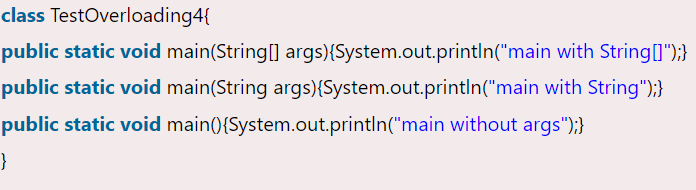 class TestOverloading4{
public static void main(String[] args){System.out.println("main with String[]");}
public static void main(String args){System.out.println("main with String");}
public static void main(){System.out.println("main without args");}
}